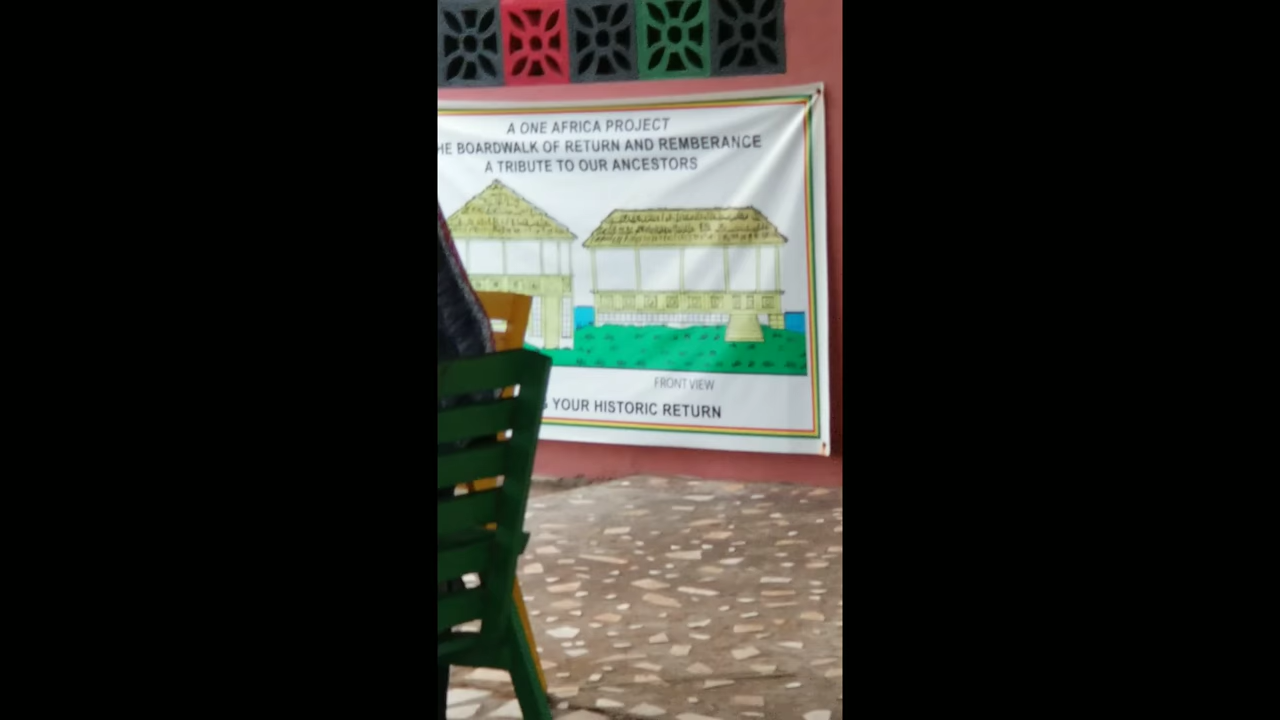 A ONE AFRICA PROJECT
HE BOARDWALK OF RETURN AND REMBERANCE
A TRIBUTE TO OUR ANCESTORS
FRONT VIEW
YOUR HISTORIC RETURN